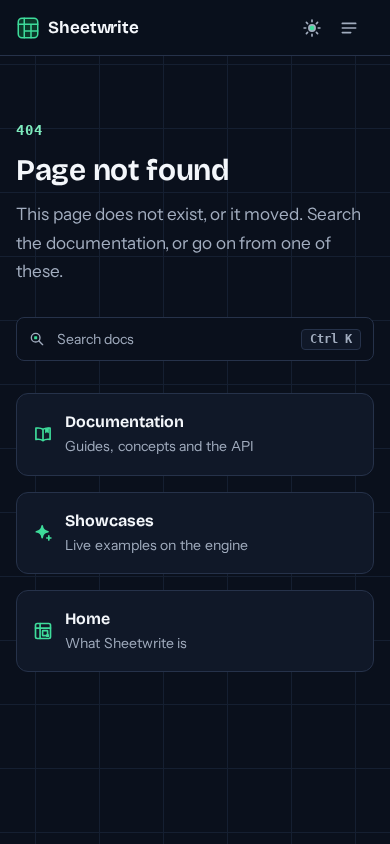 Sheetwrite
404
Page not found
This page does not exist, or it moved. Search
the documentation, or go on from one of
these.
Search docs
Ctrl K
Documentation
Guides, concepts and the API
Showcases
Live examples on the engine
Home
What Sheetwrite is